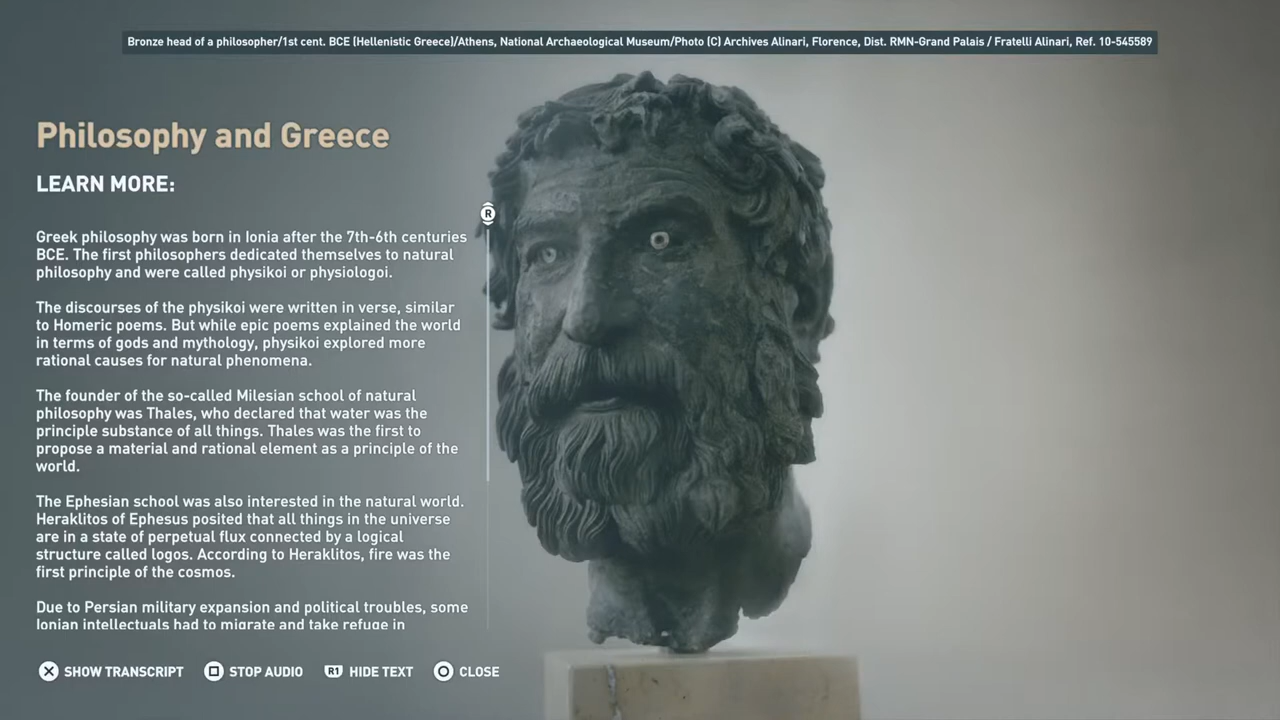 Bronze head of a philosopher/1st cent. BCE (Hellenistic Greece)/Athens, National Archaeological Museum/Photo (C) Archives Alinari, Florence, Dist. RMN-Grand Palais / Fratelli Alinari, Ref. 10-545589
Philosophy and Greece
LEARN MORE:
R
Greek philosophy was born in Ionia after the 7th-6th centuries
BCE. The first philosophers dedicated themselves to natural
philosophy and were called physikoi or physiologoi.
The discourses of the physikoi were written in verse, similar
to Homeric poems. But while epic poems explained the world
in terms of gods and mythology, physikoi explored more
rational causes for natural phenomena.
The founder of the so-called Milesian school of natural
philosophy was Thales, who declared that water was the
principle substance of all things. Thales was the first to
propose a material and rational element as a principle of the
world.
The Ephesian school was also interested in the natural world.
Heraklitos of Ephesus posited that all things in the universe
are in a state of perpetual flux connected by a logical
structure called logos. According to Heraklitos, fire was the
first principle of the cosmos.
Due to Persian military expansion and political troubles, some
Ionian intellectuals had to migrate and take refuge in
SHOW TRANSCRIPT STOP AUDIO R1 HIDE TEXT CLOSE